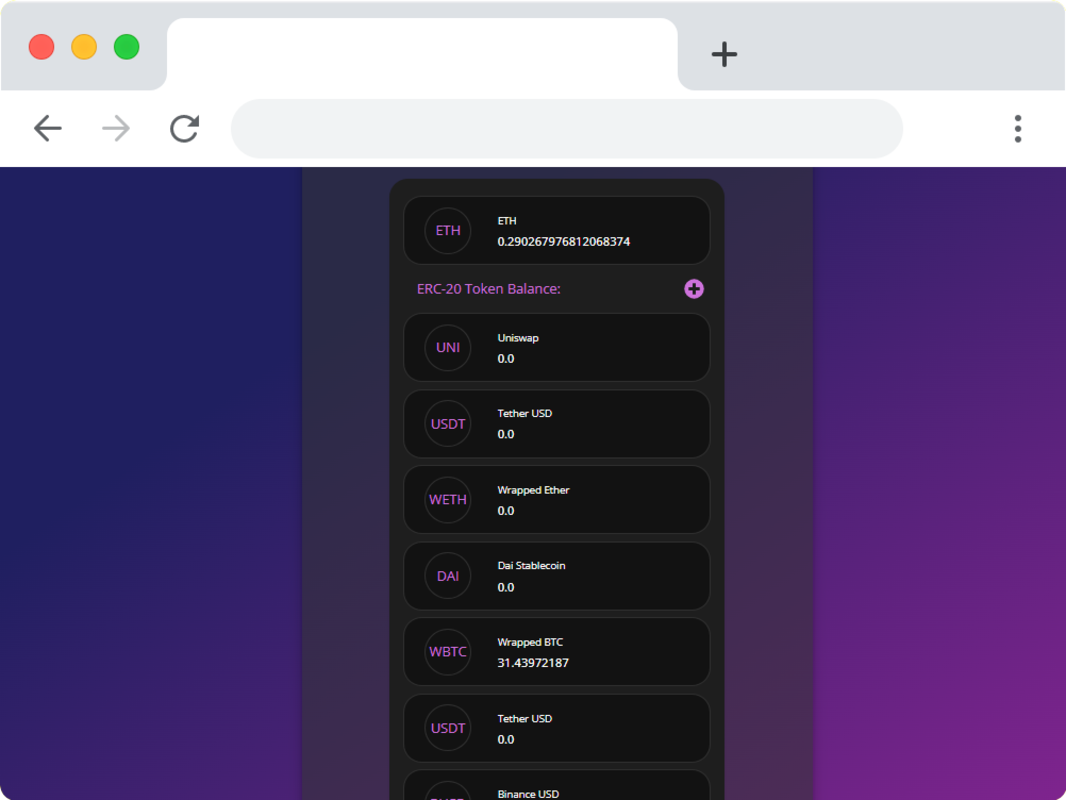 ETH
ETH
0.290267976812068374
ERC-20 Token Balance:
UNI
Uniswap
0.0
USDT
Tether USD
0.0
WETH
Wrapped Ether
0.0
DAI
Dai Stablecoin
0.0
WBTC
Wrapped BTC
31.43972187
USDT
Tether USD
0.0
Binance USD